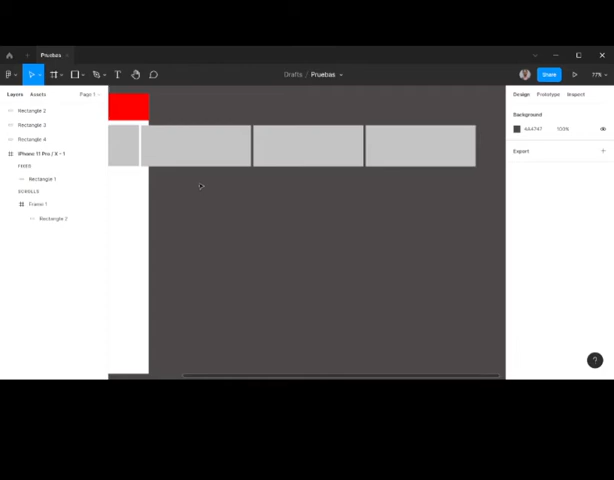 Pruebas
Drafts / Pruebas
Share
77%
Layers Assets Page 1
Design Prototype Inspect
Rectangle 2
Rectangle 3
Rectangle 4
iPhone 11 Pro / X - 1
FIXED
Rectangle 1
SCROLLS
Frame 1
Rectangle 2
Background
4A4747 100%
Export
?